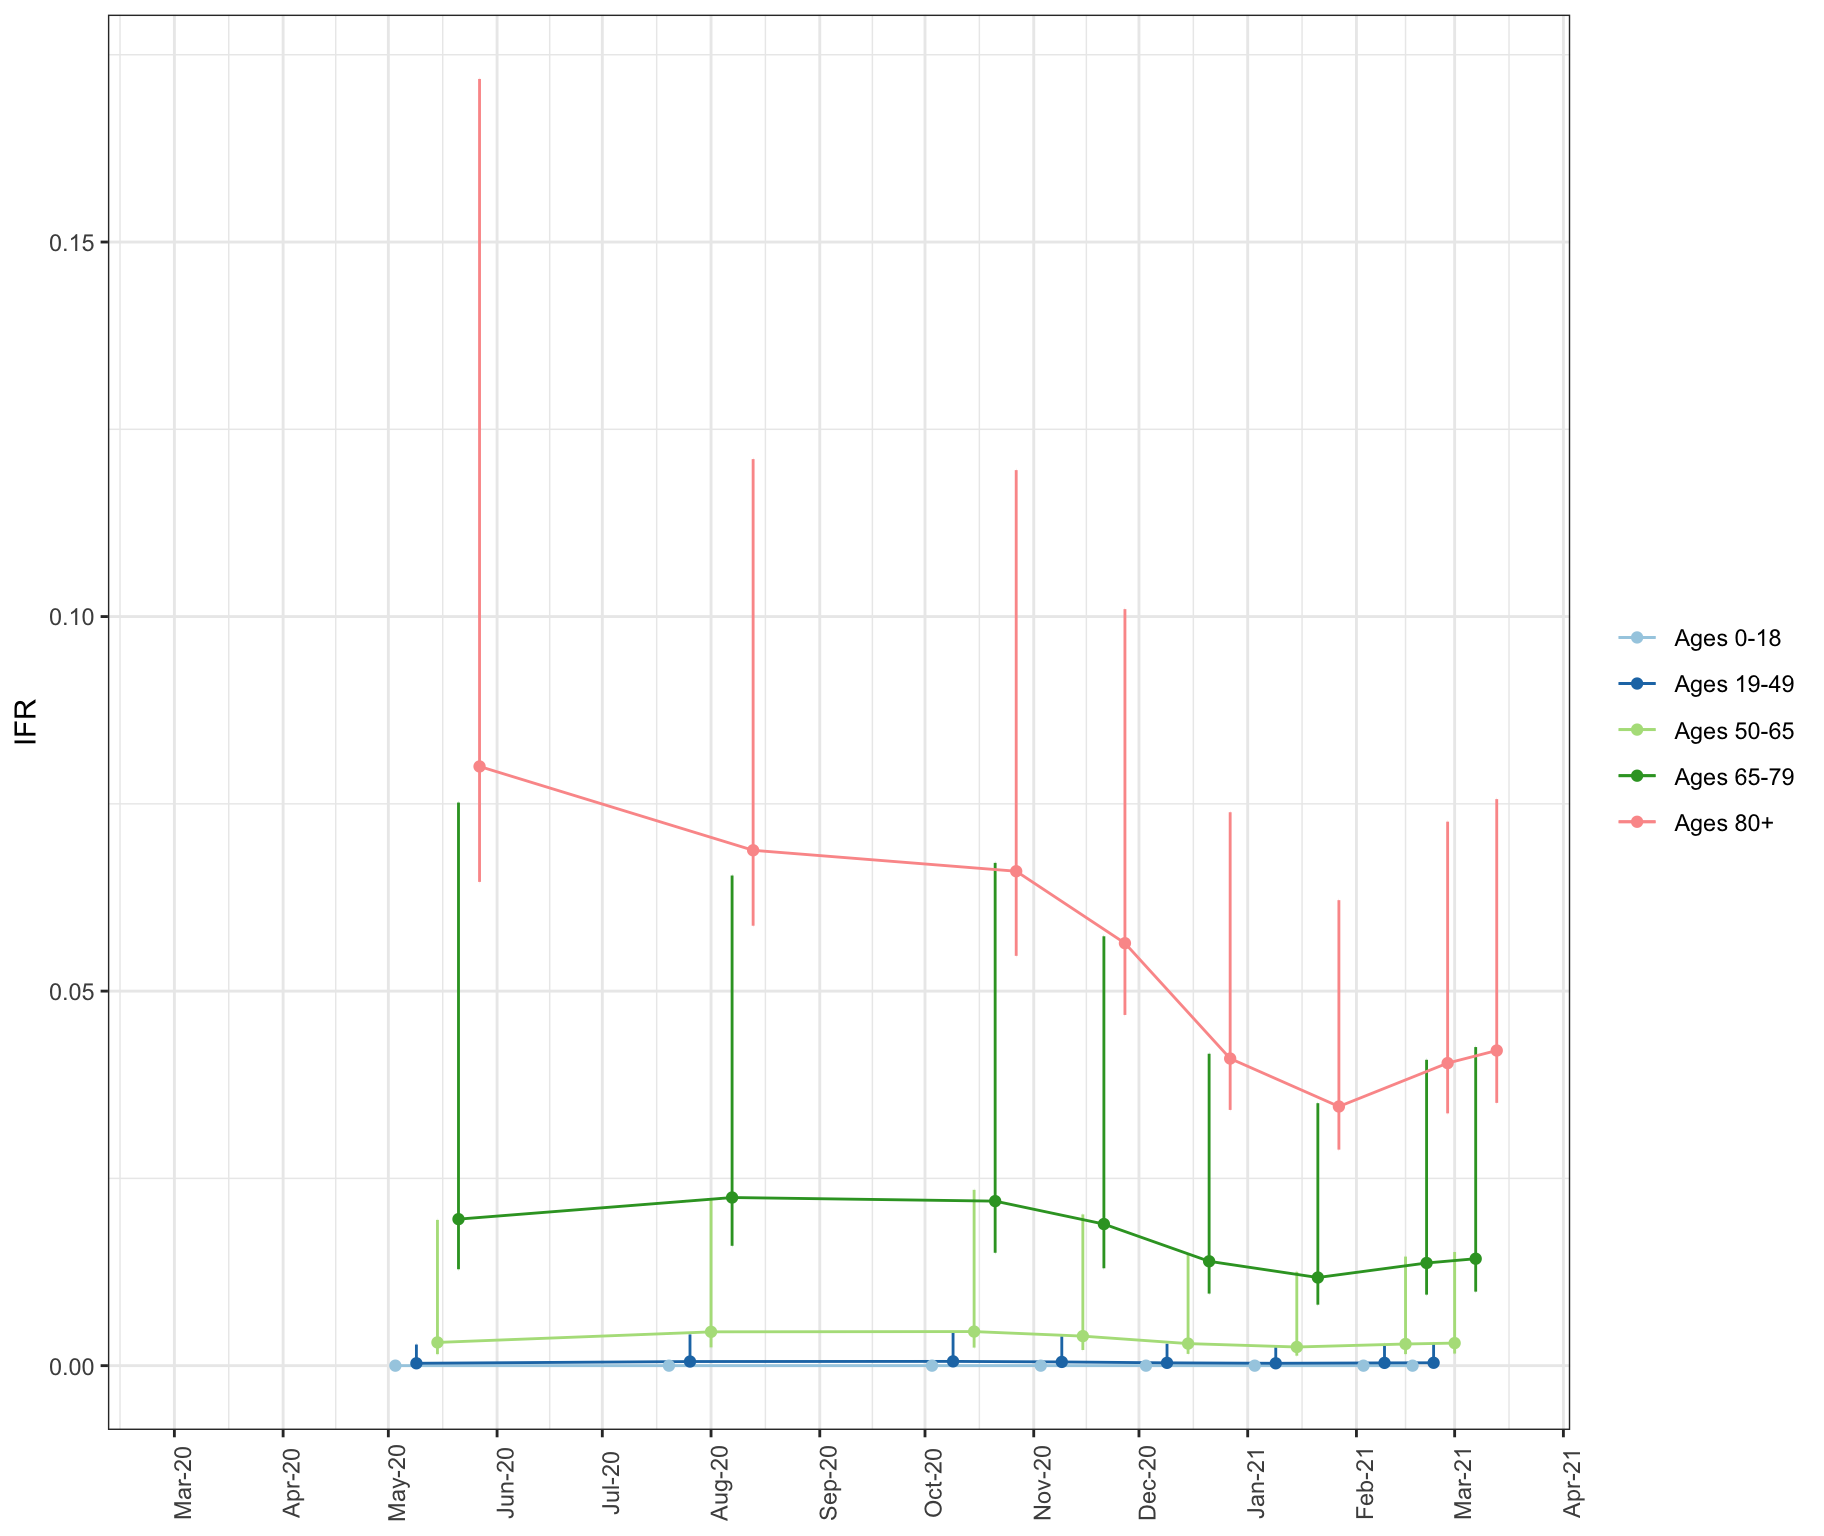 IFR
0.15
0.10
0.05
0.00
Mar-20
Apr-20
May-20
Jun-20
Jul-20
Aug-20
Sep-20
Oct-20
Nov-20
Dec-20
Jan-21
Feb-21
Mar-21
Apr-21
Ages 0-18
Ages 19-49
Ages 50-65
Ages 65-79
Ages 80+